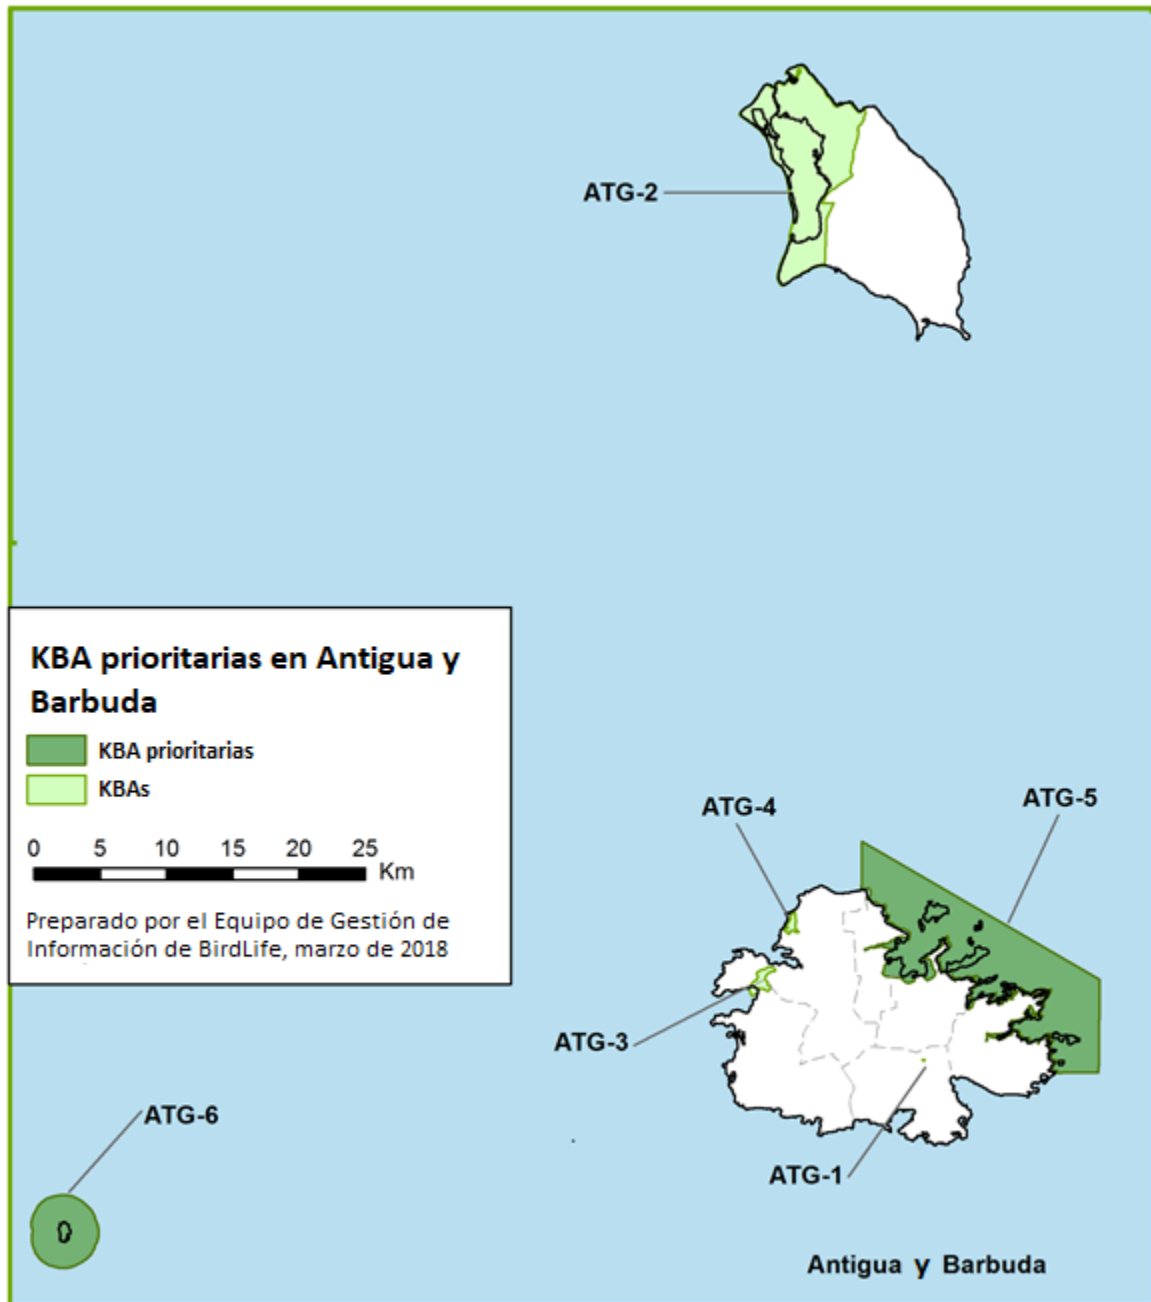 ATG-2
KBA prioritarias en Antigua y
Barbuda
KBA prioritarias
KBAs
0 5 10 15 20 25
Km
Preparado por el Equipo de Gestión de
Información de BirdLife, marzo de 2018
ATG-4
ATG-5
ATG-3
ATG-6
ATG-1
Antigua y Barbuda